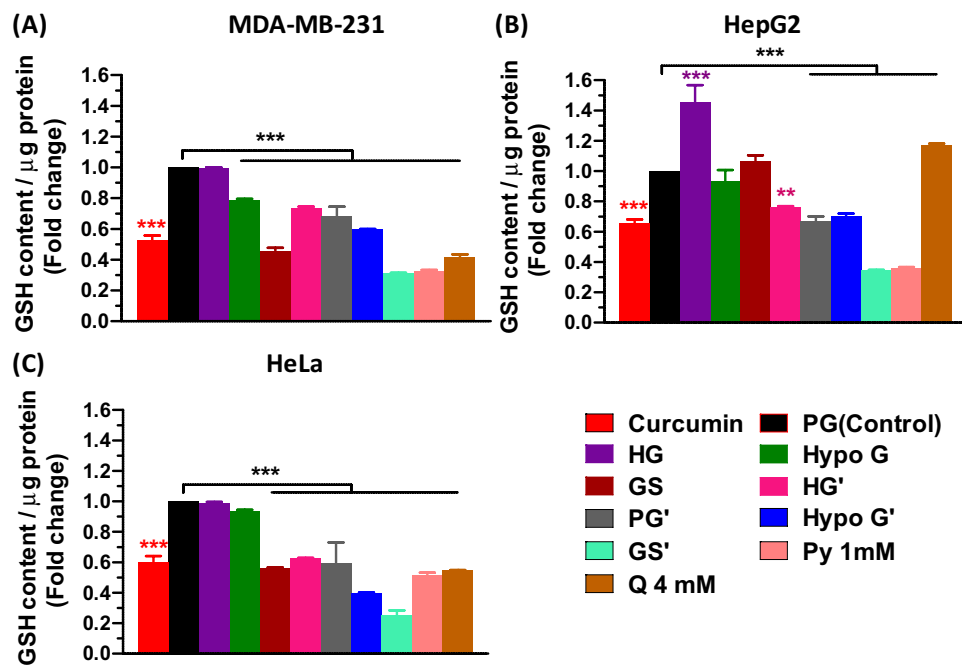 (A)
MDA-MB-231
GSH content / µg protein
(Fold change)
1.6
1.4
1.2
1.0
0.8
0.6
0.4
0.2
0.0
***
***
(B)
HepG2
GSH content / µg protein
(Fold change)
1.6
1.4
1.2
1.0
0.8
0.6
0.4
0.2
0.0
***
***
***
**
(C)
HeLa
GSH content / µg protein
(Fold change)
1.6
1.4
1.2
1.0
0.8
0.6
0.4
0.2
0.0
***
***
Curcumin
PG(Control)
HG
Hypo G
GS
HG'
PG'
Hypo G'
GS'
Py 1mM
Q 4 mM